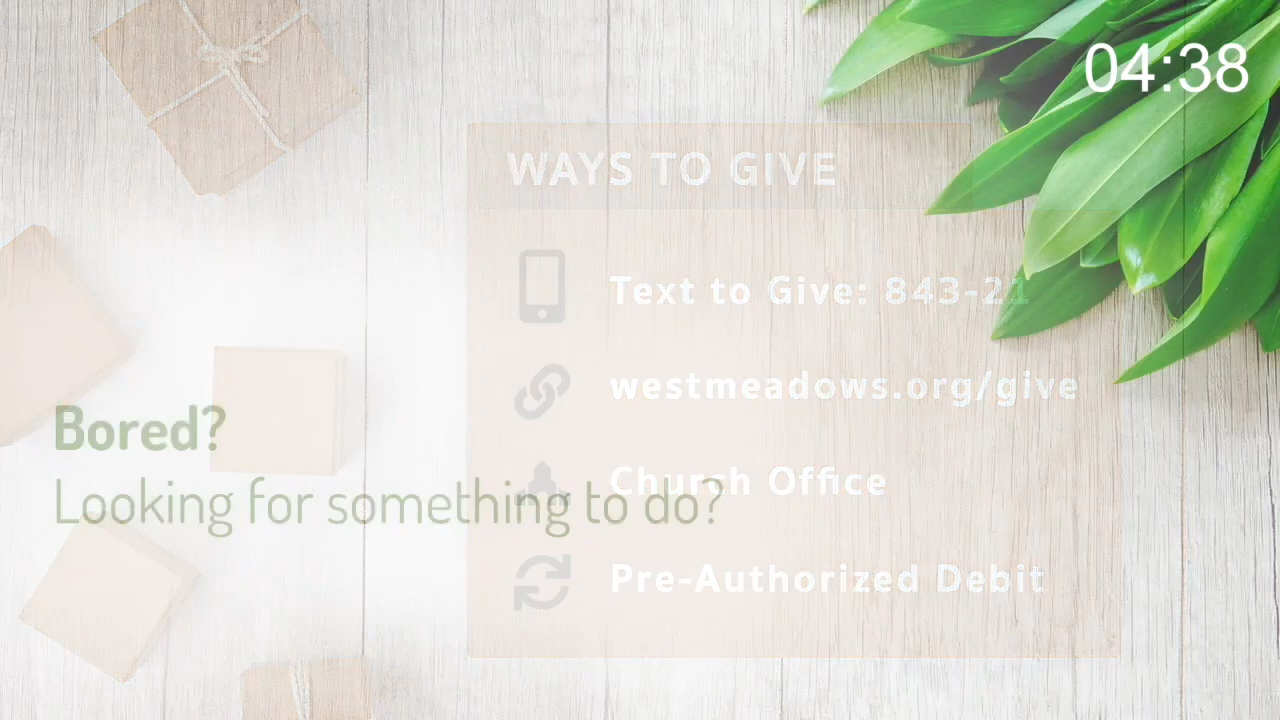 04:38
WAYS TO GIVE
Text to Give: 843-21
westmeadows.org/give
Bored?
Looking for something to do?
Church Office
Pre-Authorized Debit